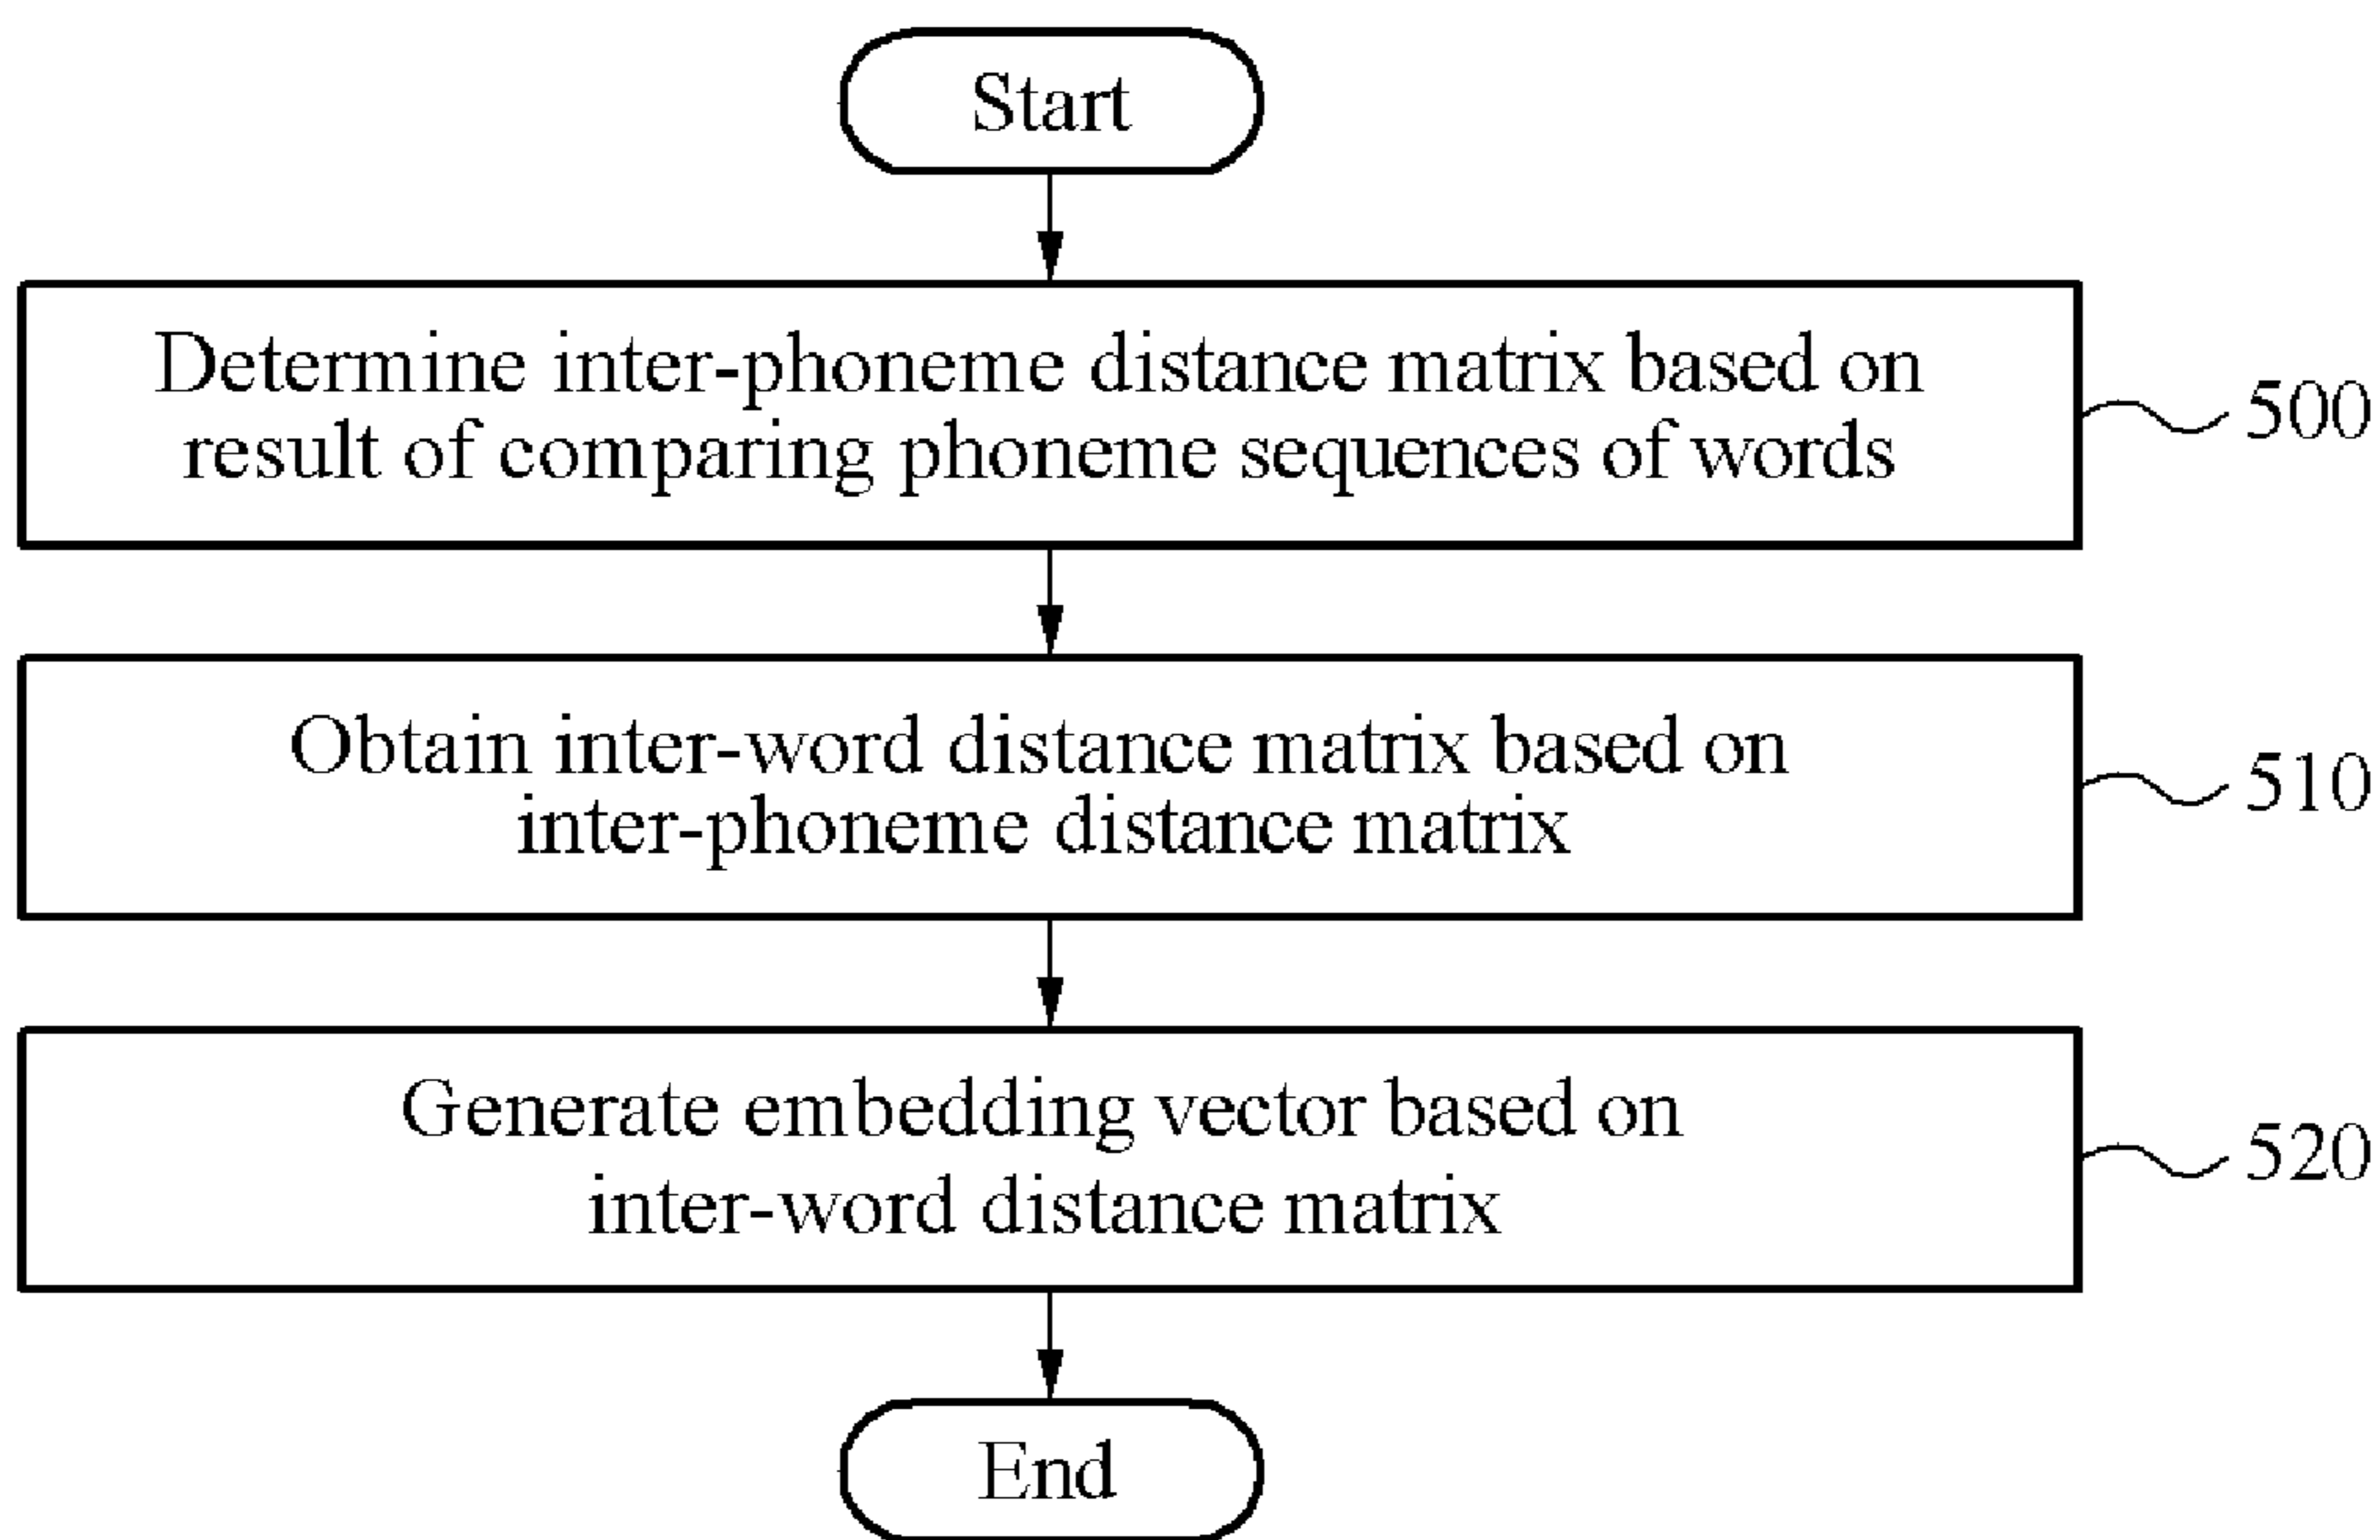 Start
Determine inter-phoneme distance matrix based on
result of comparing phoneme sequences of words
500
Obtain inter-word distance matrix based on
inter-phoneme distance matrix
510
Generate embedding vector based on
inter-word distance matrix
520
End